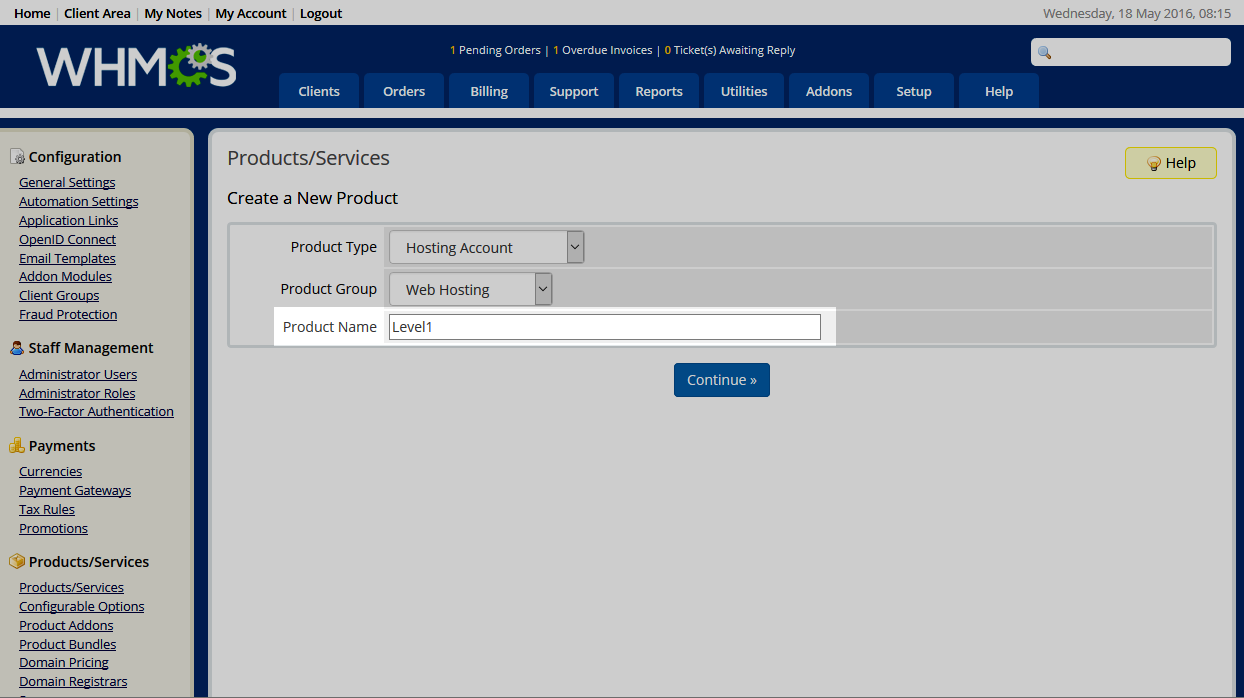 Home | Client Area | My Notes | My Account | Logout
Wednesday, 18 May 2016, 08:15
WHMCS
1 Pending Orders | 1 Overdue Invoices | 0 Ticket(s) Awaiting Reply
Clients Orders Billing Support Reports Utilities Addons Setup Help
Configuration
General Settings
Automation Settings
Application Links
OpenID Connect
Email Templates
Addon Modules
Client Groups
Fraud Protection
Staff Management
Administrator Users
Administrator Roles
Two-Factor Authentication
Payments
Currencies
Payment Gateways
Tax Rules
Promotions
Products/Services
Products/Services
Configurable Options
Product Addons
Product Bundles
Domain Pricing
Domain Registrars
Products/Services
Help
Create a New Product
Product Type Hosting Account
Product Group Web Hosting
Product Name Level1
Continue »